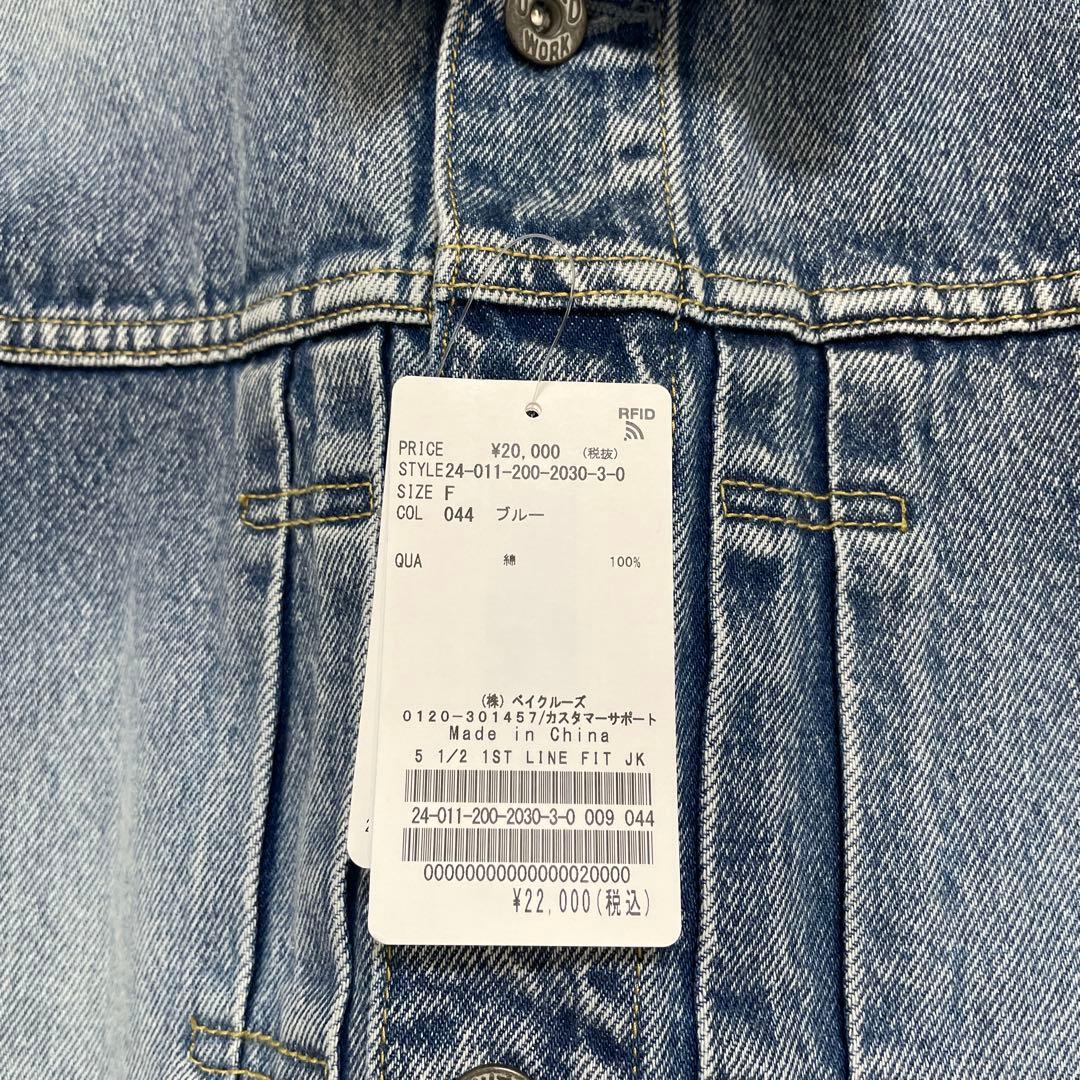 WORK
RFID
PRICE ¥20,000 (税抜)
STYLE24-011-200-2030-3-0
SIZE F
COL 044 ブルー
QUA 綿 100%
(株) ベイクルーズ
0120-301457/カスタマーサポート
Made in China
5 1/2 1ST LINE FIT JK
24-011-200-2030-3-0 009 044
00000000000000020000
¥22,000(税込)